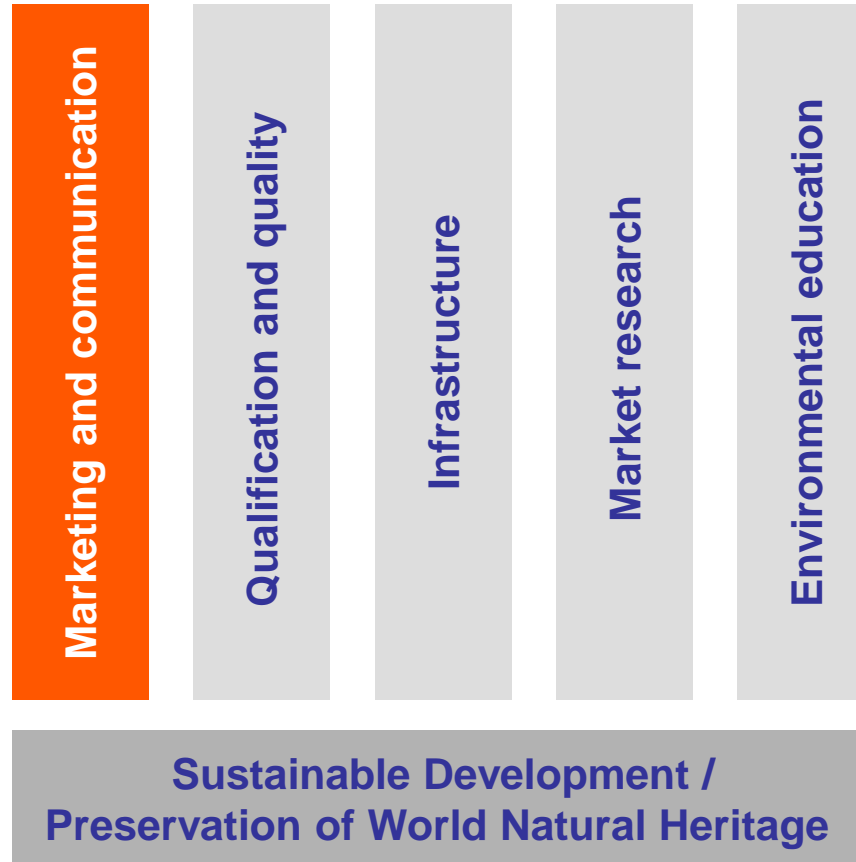 Marketing and communication
Qualification and quality
Infrastructure
Market research
Environmental education
Sustainable Development /
Preservation of World Natural Heritage